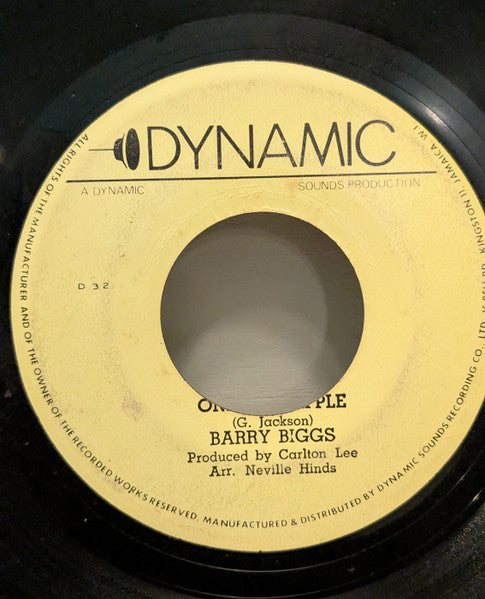 DYNAMIC
A DYNAMIC SOUNDS PRODUCTION
D 32
(G. Jackson)
BARRY BIGGS
Produced by Carlton Lee
Arr. Neville Hinds
ALL RIGHTS OF THE MANUFACTURER AND OF THE OWNER OF THE RECORDED WORKS RESERVED. MANUFACTURED & DISTRIBUTED BY DYNAMIC SOUNDS RECORDING CO., LTD. KINGSTON 11, JAMAICA W.I.